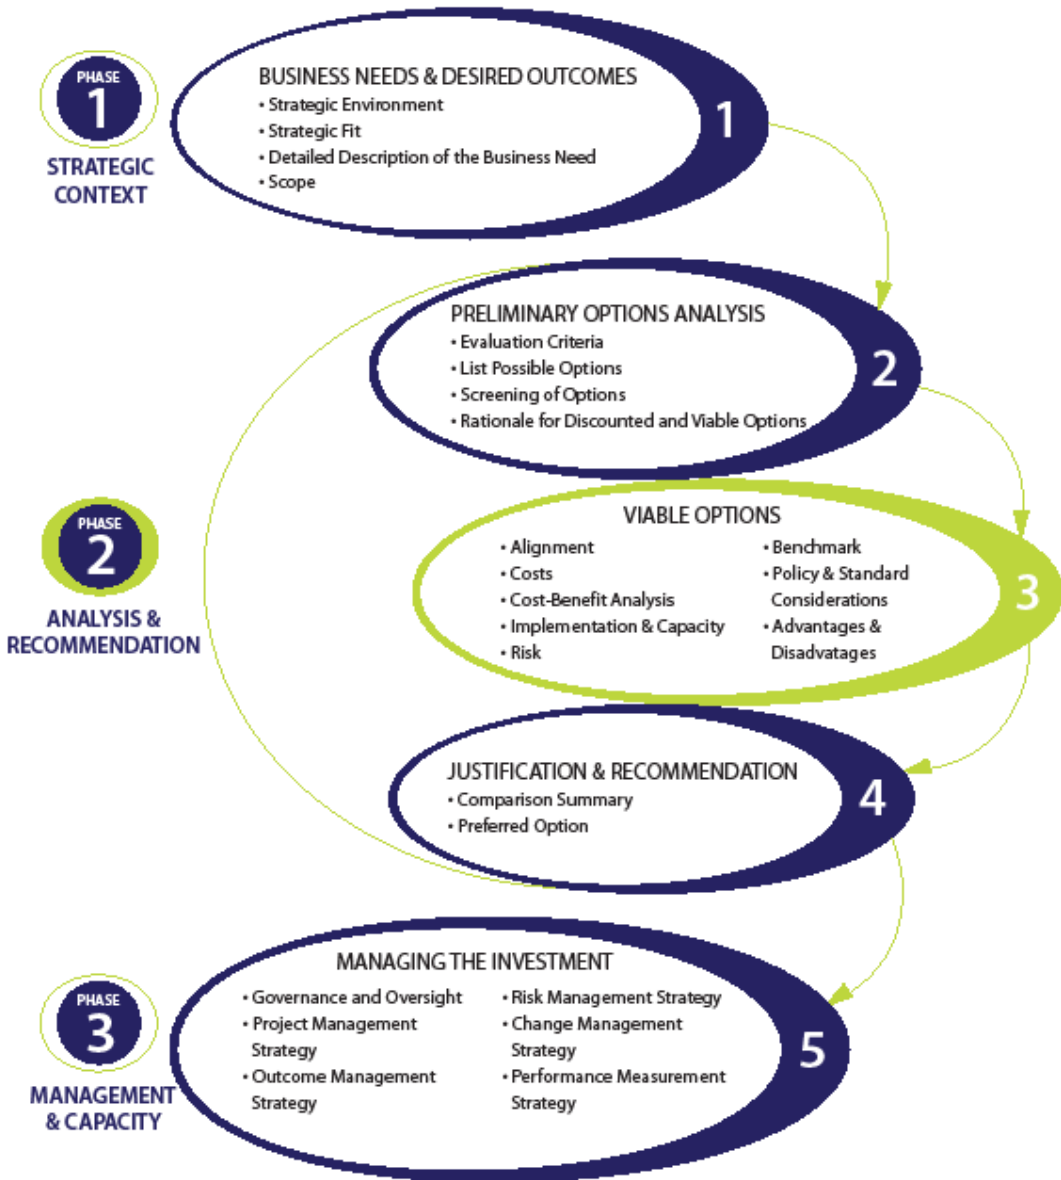 PHASE
1
STRATEGIC
CONTEXT
BUSINESS NEEDS & DESIRED OUTCOMES
• Strategic Environment
• Strategic Fit
• Detailed Description of the Business Need
• Scope
1
PRELIMINARY OPTIONS ANALYSIS
• Evaluation Criteria
• List Possible Options
• Screening of Options
• Rationale for Discounted and Viable Options
2
PHASE
2
ANALYSIS &
RECOMMENDATION
VIABLE OPTIONS
• Alignment
• Costs
• Cost-Benefit Analysis
• Implementation & Capacity
• Risk
• Benchmark
• Policy & Standard
Considerations
• Advantages &
Disadvatages
3
JUSTIFICATION & RECOMMENDATION
• Comparison Summary
• Preferred Option
4
PHASE
3
MANAGEMENT
& CAPACITY
MANAGING THE INVESTMENT
• Governance and Oversight
• Project Management
Strategy
• Outcome Management
Strategy
• Risk Management Strategy
• Change Management
Strategy
• Performance Measurement
Strategy
5